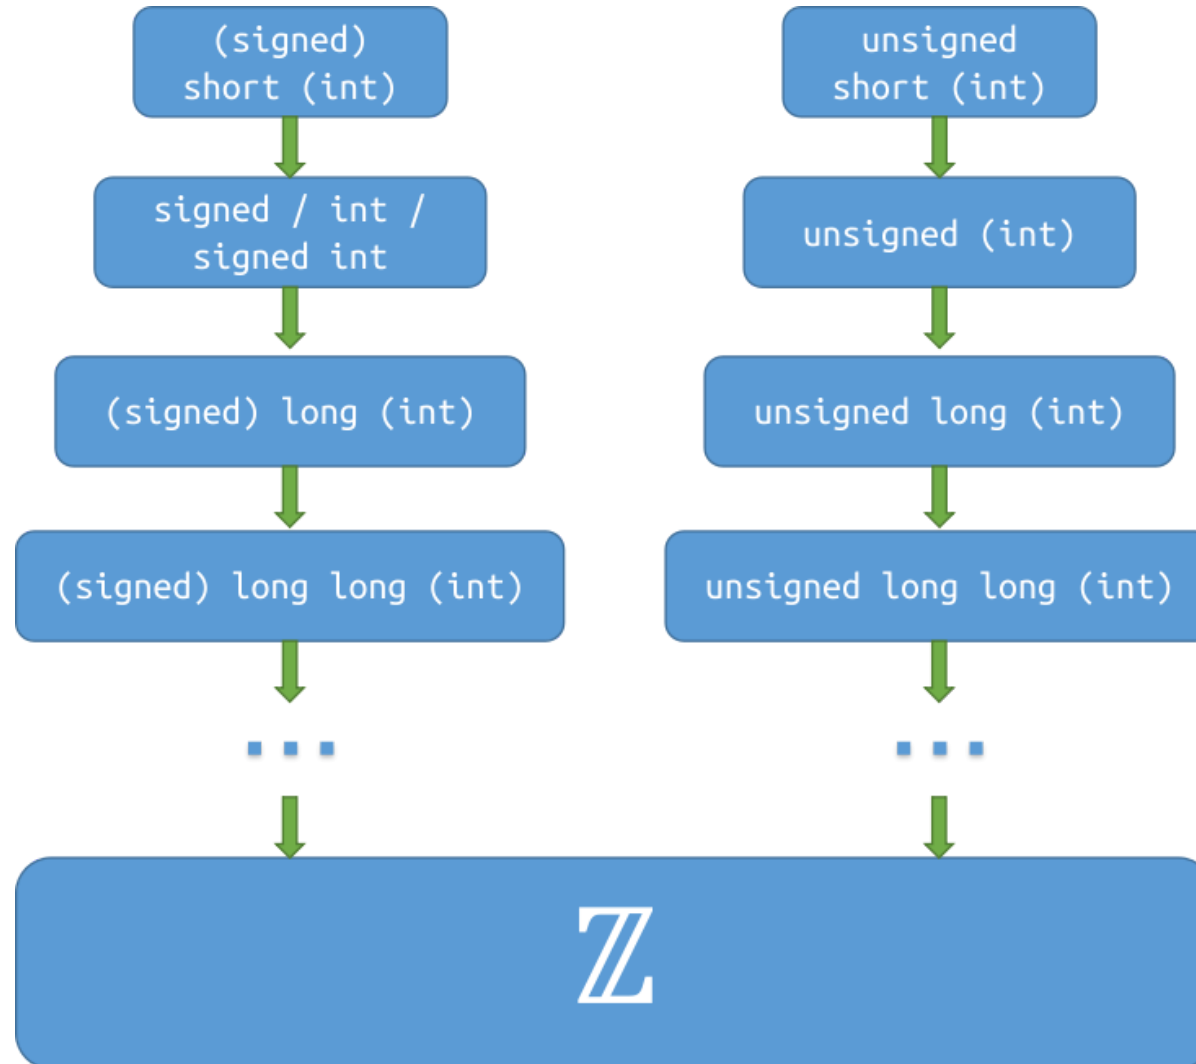 (signed)
short (int)
unsigned
short (int)
signed / int /
signed int
unsigned (int)
(signed) long (int)
unsigned long (int)
(signed) long long (int)
unsigned long long (int)
...
...
ℤ